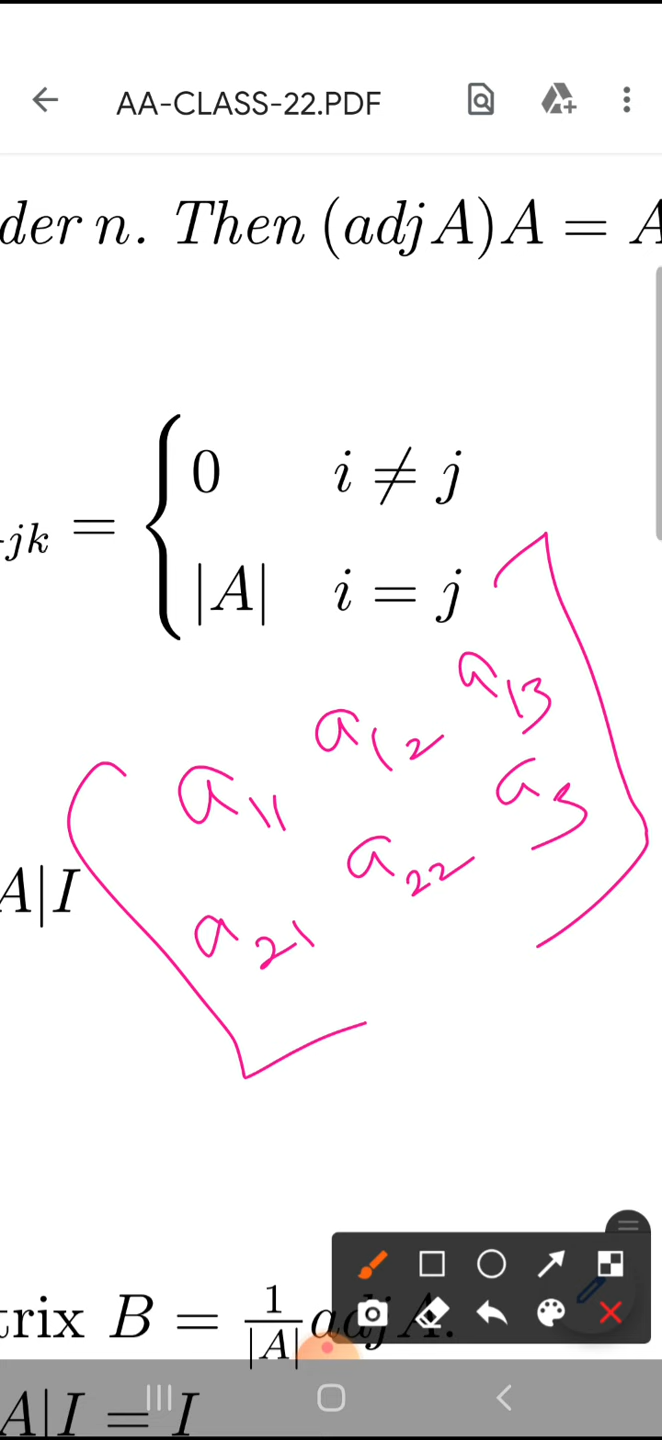 AA-CLASS-22.PDF
der n. Then (adj A)A = A
jk = { 0 i ≠ j
|A| i = j
a13
a12
a11
a3
a22
a21
A|I
trix B = 1/|A| adj A.
A|I = I